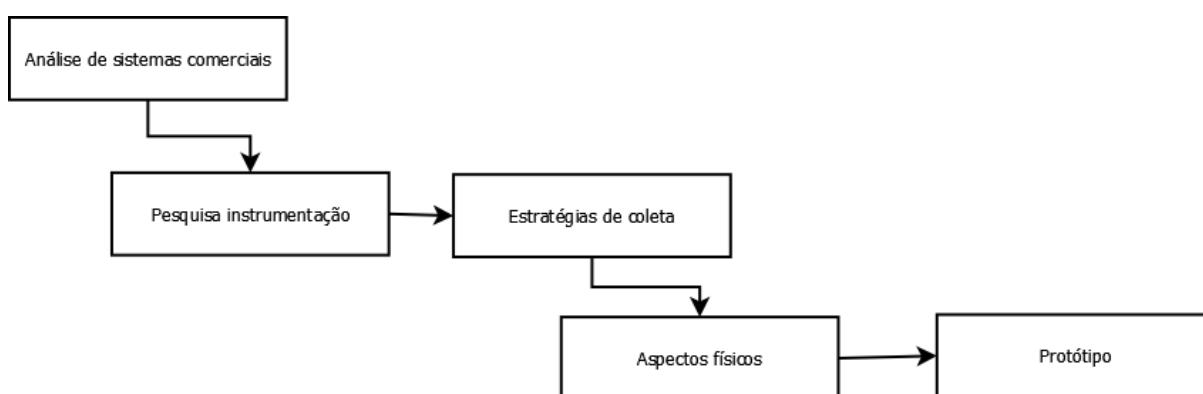 Análise de sistemas comerciais
Pesquisa instrumentação
Estratégias de coleta
Aspectos físicos
Protótipo